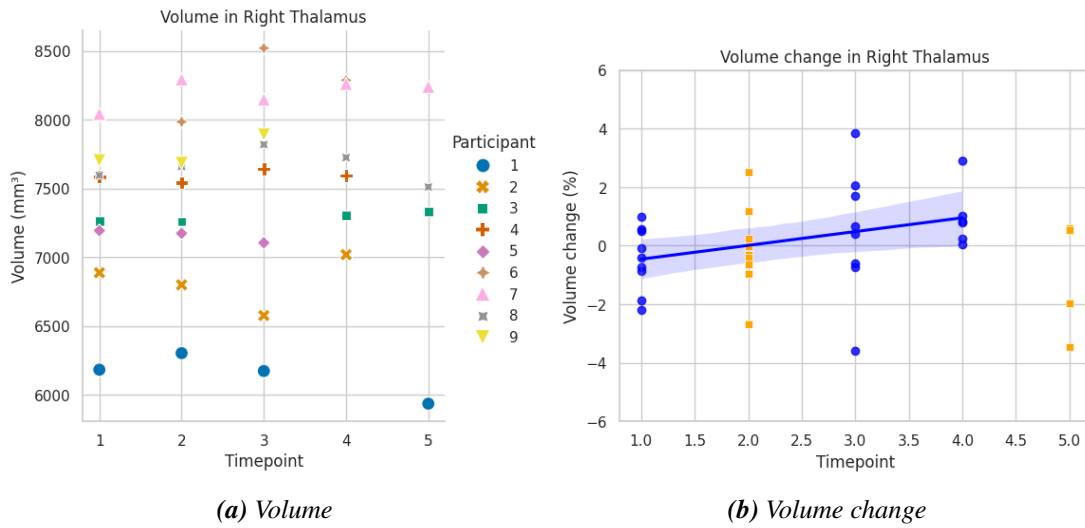 Volume in Right Thalamus
8500
8000
7500
7000
6500
6000
Volume (mm³)
1 2 3 4 5
Timepoint
Participant
1
2
3
4
5
6
7
8
9
(a) Volume
Volume change in Right Thalamus
6
4
2
0
−2
−4
−6
Volume change (%)
1.0 1.5 2.0 2.5 3.0 3.5 4.0 4.5 5.0
Timepoint
(b) Volume change